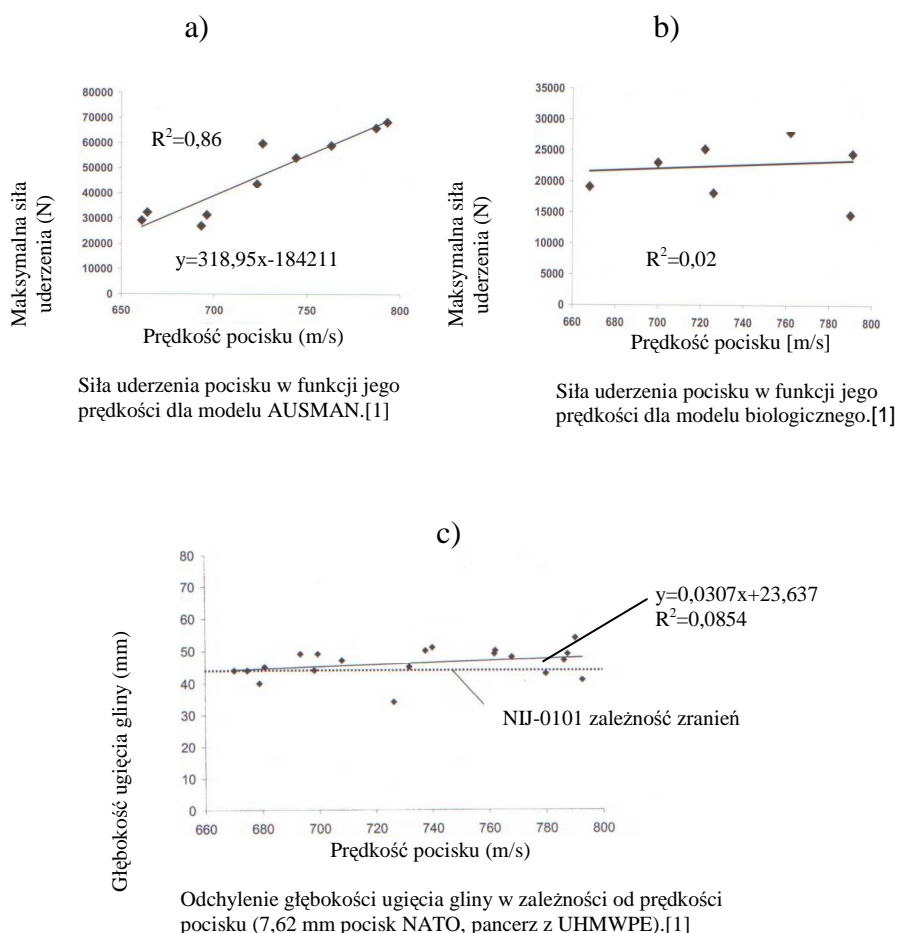 a)
80000
70000
60000
50000
40000
30000
20000
10000
0
650
700
750
800
R²=0,86
y=318,95x-184211
Maksymalna siła
uderzenia (N)
Prędkość pocisku (m/s)
Siła uderzenia pocisku w funkcji jego
prędkości dla modelu AUSMAN.[1]
b)
35000
30000
25000
20000
15000
10000
5000
0
660
680
700
720
740
760
780
800
R²=0,02
Maksymalna siła
uderzenia (N)
Prędkość pocisku [m/s]
Siła uderzenia pocisku w funkcji jego
prędkości dla modelu biologicznego.[1]
c)
80
70
60
50
40
30
20
10
0
660
680
700
720
740
760
780
800
y=0,0307x+23,637
R²=0,0854
NIJ-0101 zależność zranień
Głębokość ugięcia gliny (mm)
Prędkość pocisku (m/s)
Odchylenie głębokości ugięcia gliny w zależności od prędkości
pocisku (7,62 mm pocisk NATO, pancerz z UHMWPE).[1]